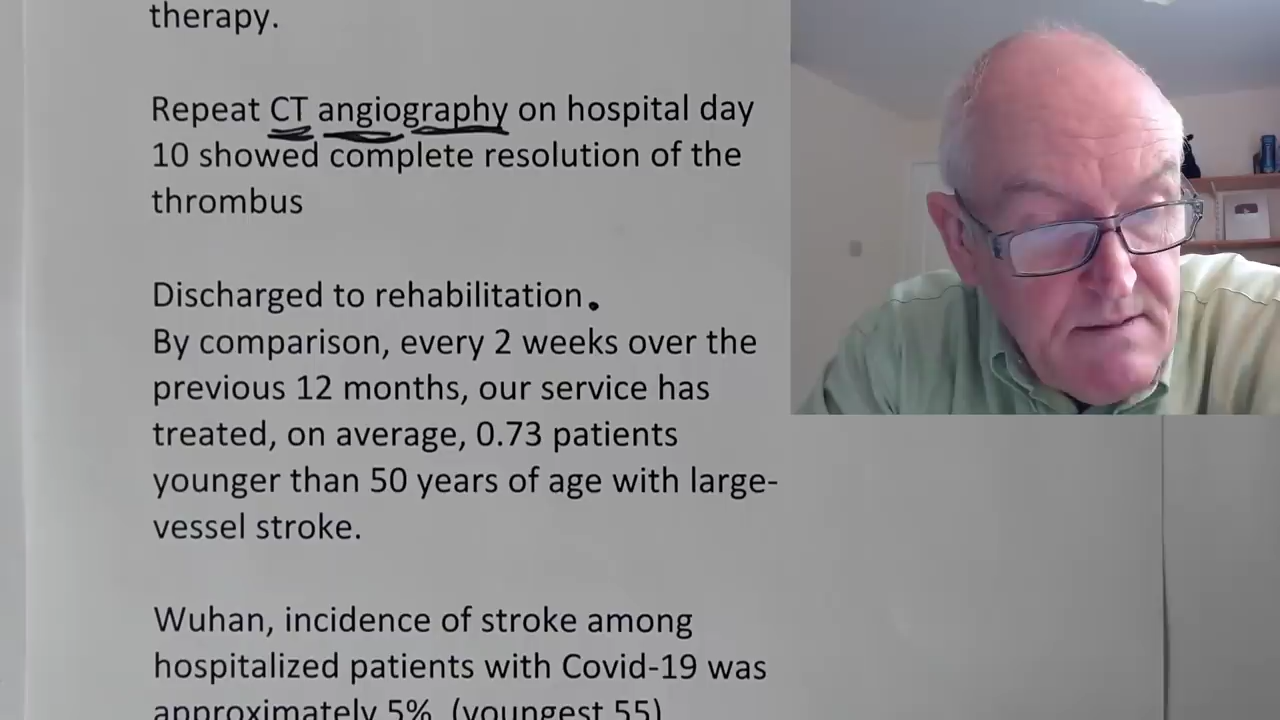 therapy.
Repeat CT angiography on hospital day
10 showed complete resolution of the
thrombus
Discharged to rehabilitation.
By comparison, every 2 weeks over the
previous 12 months, our service has
treated, on average, 0.73 patients
younger than 50 years of age with large-
vessel stroke.
Wuhan, incidence of stroke among
hospitalized patients with Covid-19 was
approximately 5%, (youngest 55)